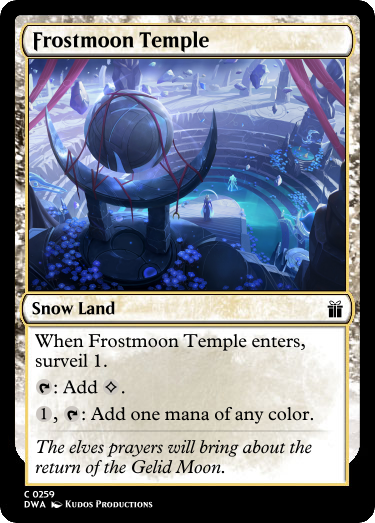 Frostmoon Temple
Snow Land
When Frostmoon Temple enters,
surveil 1.
: Add ◇.
1, : Add one mana of any color.
The elves prayers will bring about the
return of the Gelid Moon.
C 0259
DWA Kudos Productions